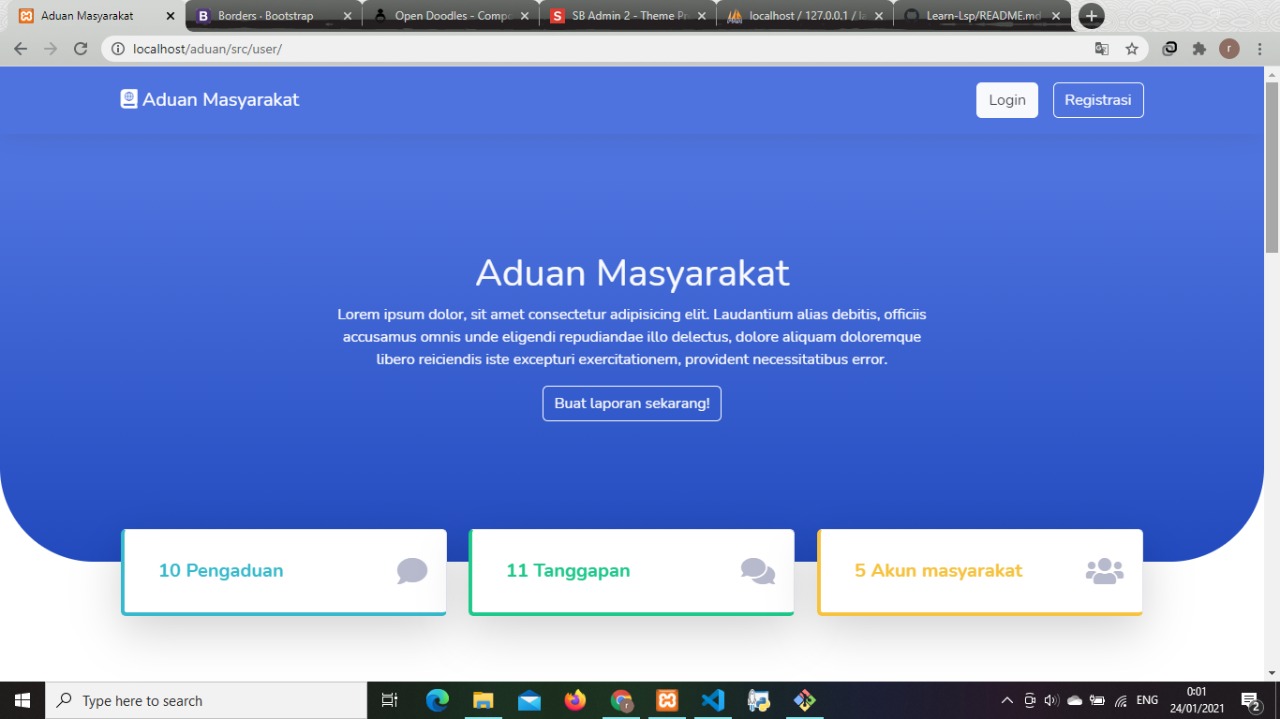 Aduan Masyarakat
Borders · Bootstrap
Open Doodles - Compo
SB Admin 2 - Theme Pr
localhost / 127.0.0.1 / la
Learn-Lsp/README.md
localhost/aduan/src/user/
r
Aduan Masyarakat
Login
Registrasi
Aduan Masyarakat
Lorem ipsum dolor, sit amet consectetur adipisicing elit. Laudantium alias debitis, officiis
accusamus omnis unde eligendi repudiandae illo delectus, dolore aliquam doloremque
libero reiciendis iste excepturi exercitationem, provident necessitatibus error.
Buat laporan sekarang!
10 Pengaduan
11 Tanggapan
5 Akun masyarakat
Type here to search
ENG
0:01
24/01/2021
2